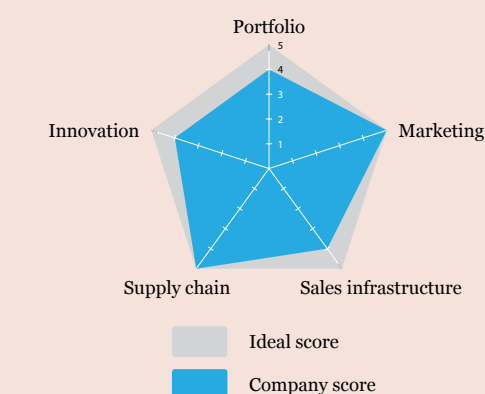 Portfolio
5
4
3
2
1
Innovation
Marketing
Supply chain
Sales infrastructure
Ideal score
Company score